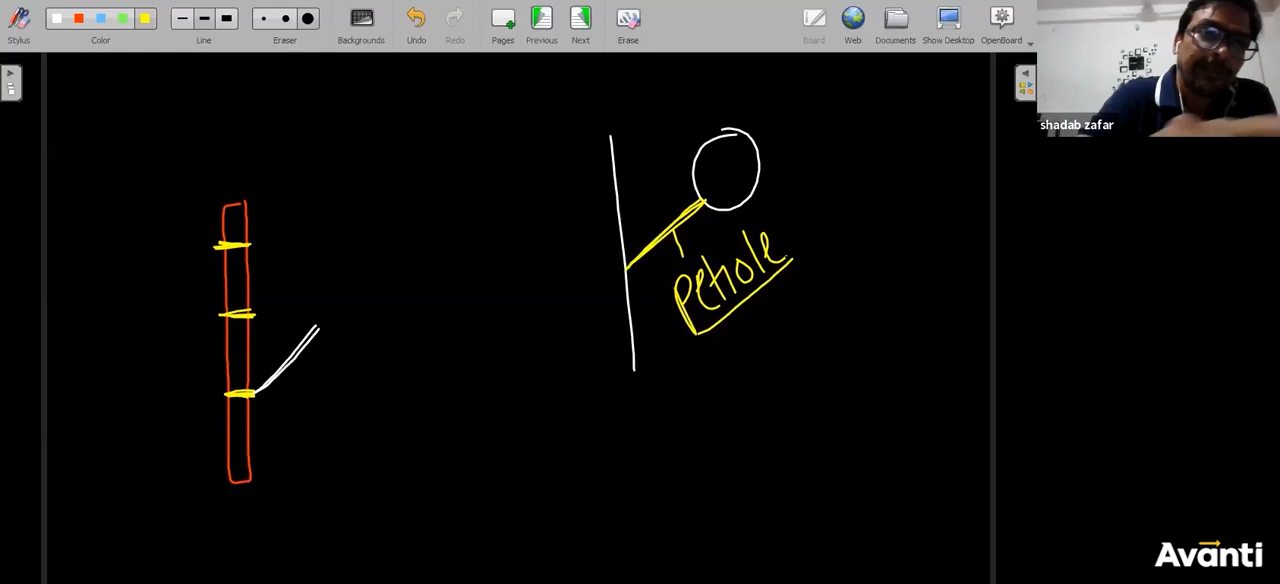 Stylus
Color
Line
Eraser
Backgrounds
Undo
Redo
Pages
Previous
Next
Erase
Board
Web
Documents
Show Desktop
OpenBoard
shadab zafar
Petiole
Avanti